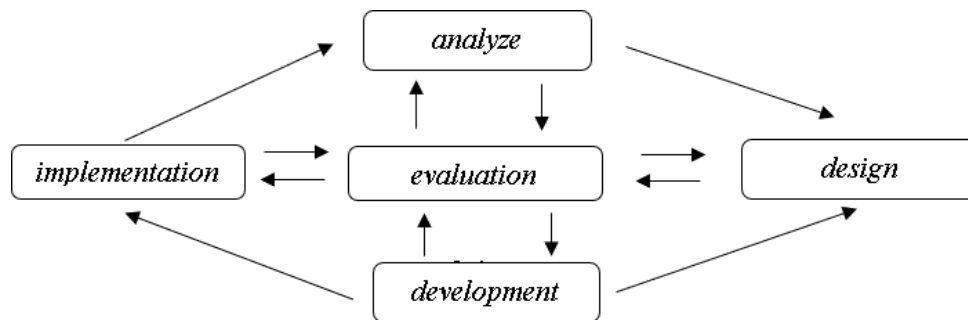 analyze
implementation
evaluation
design
development